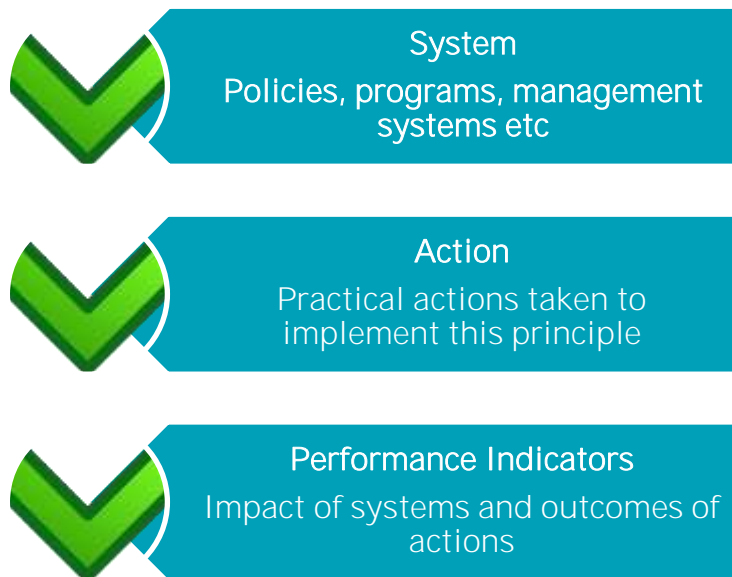 System
Policies, programs, management
systems etc
Action
Practical actions taken to
implement this principle
Performance Indicators
Impact of systems and outcomes of
actions